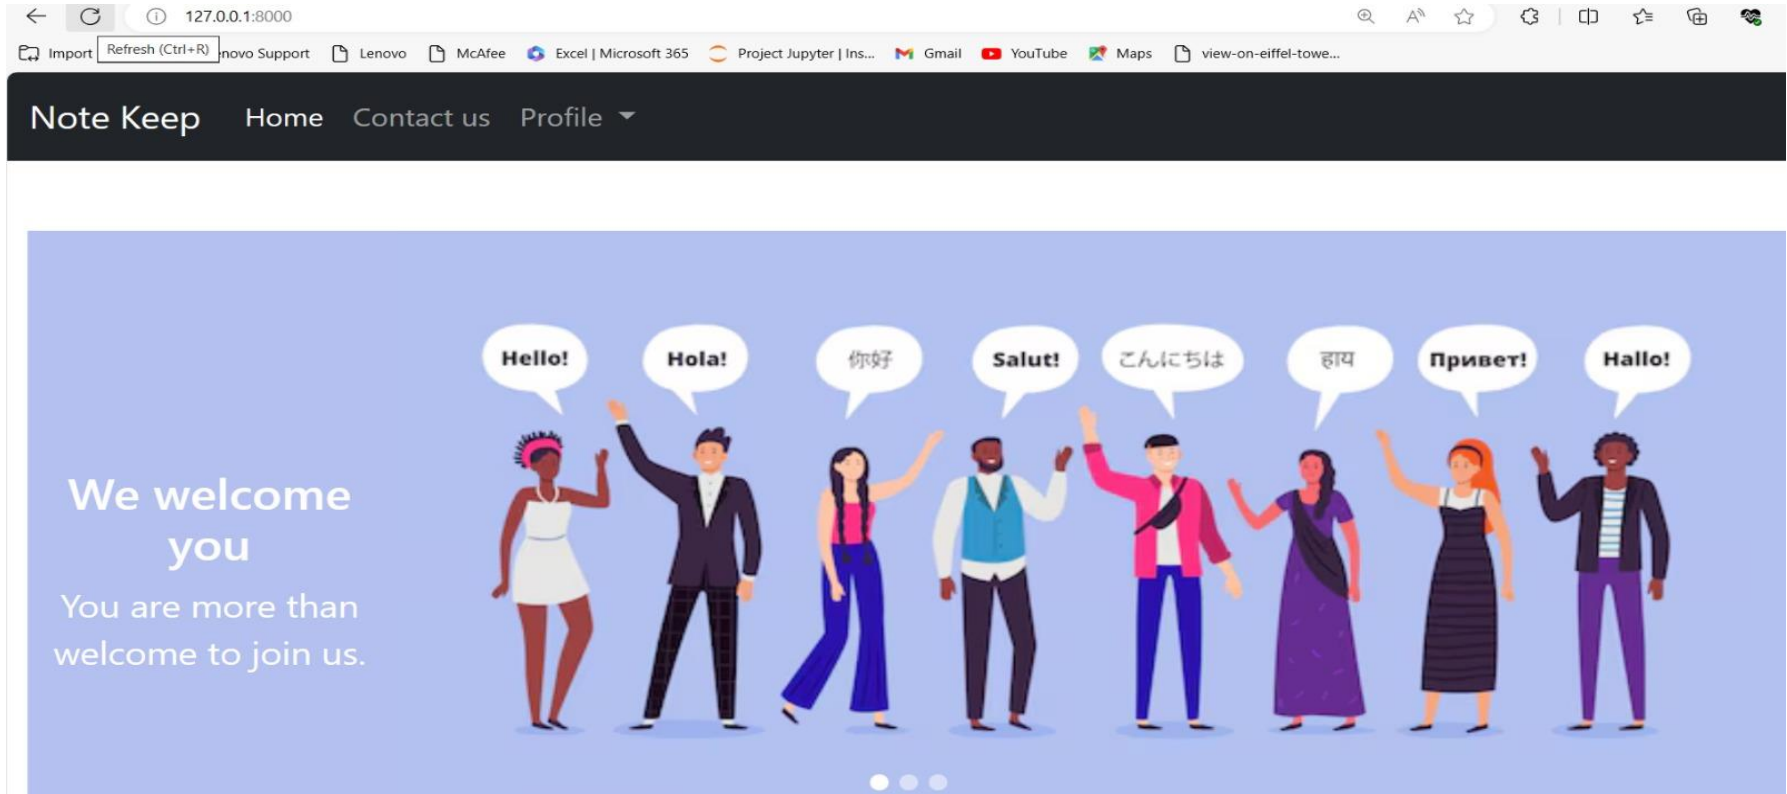 127.0.0.1:8000
Import Refresh (Ctrl+R) enovo Support Lenovo McAfee Excel | Microsoft 365 Project Jupyter | Ins... Gmail YouTube Maps view-on-eiffel-towe...
Note Keep Home Contact us Profile
Hello! Hola! 你好 Salut! こんにちは हाय Привет! Hallo!
We welcome
you
You are more than
welcome to join us.